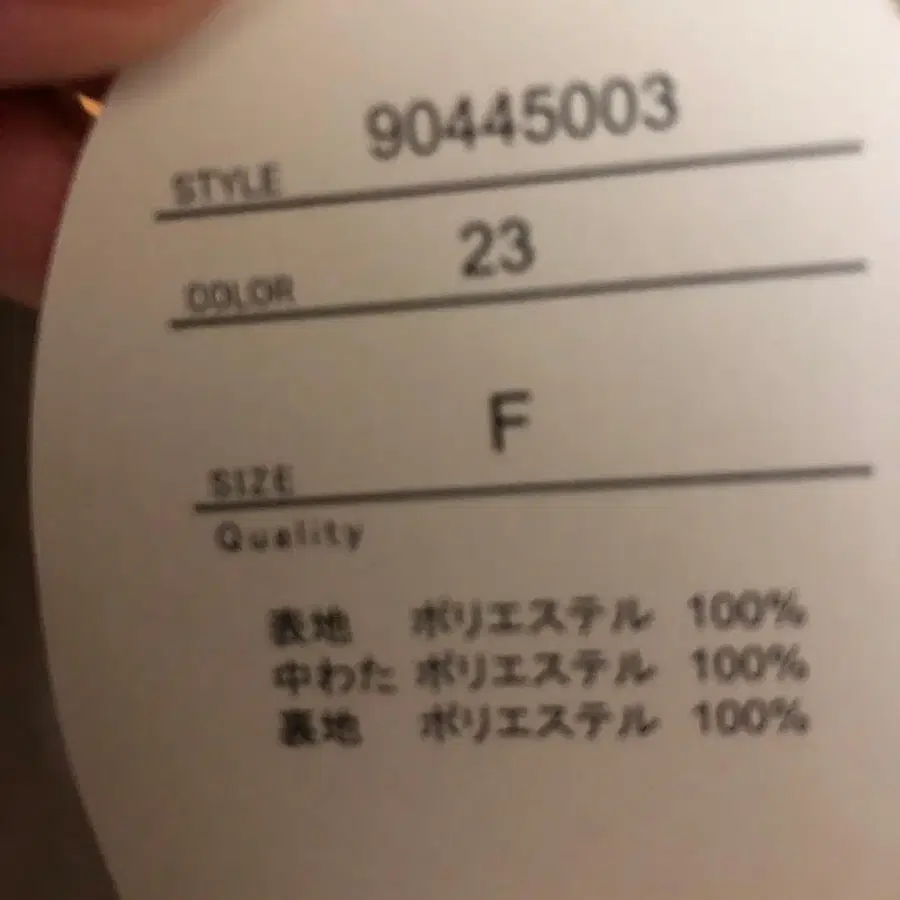 90445003
STYLE
23
COLOR
F
SIZE
Quality
表地 ポリエステル 100%
中わた ポリエステル 100%
裏地 ポリエステル 100%